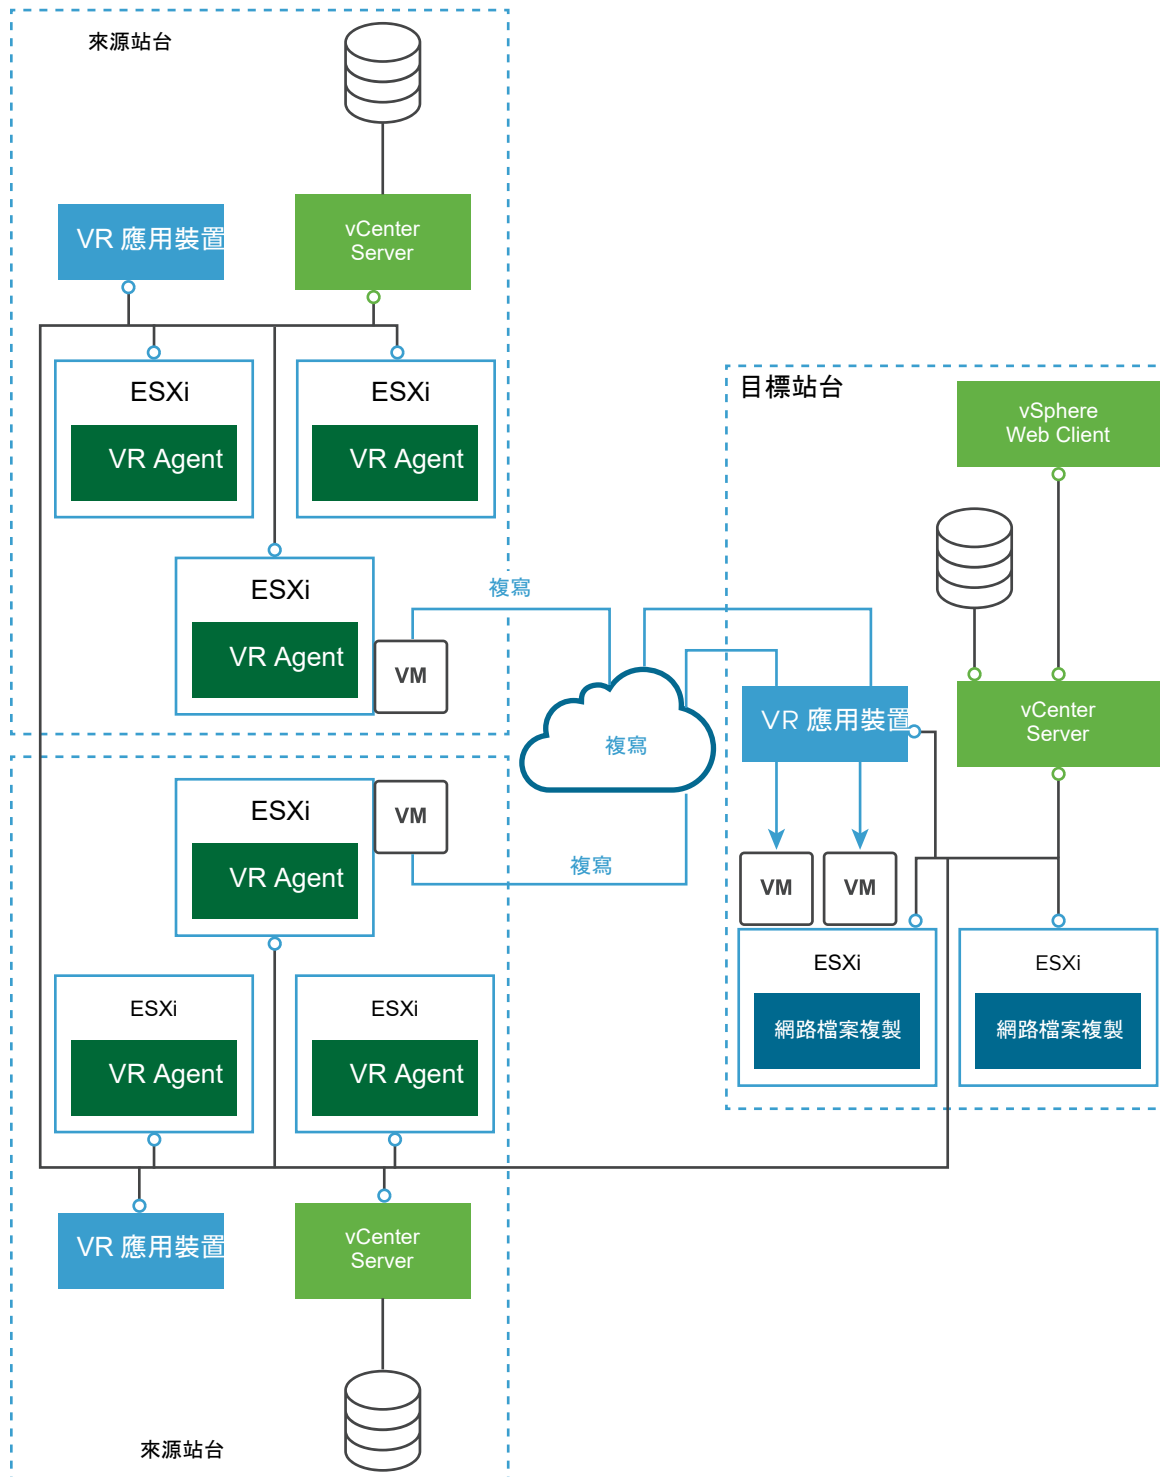 來源站台
VR 應用裝置
vCenter
Server
ESXi
VR Agent
ESXi
VR Agent
ESXi
VR Agent
VM
複寫
複寫
ESXi
VR Agent
VM
複寫
ESXi
VR Agent
ESXi
VR Agent
VR 應用裝置
vCenter
Server
來源站台
目標站台
vSphere
Web Client
VR 應用裝置
vCenter
Server
VM
VM
ESXi
網路檔案複製
ESXi
網路檔案複製